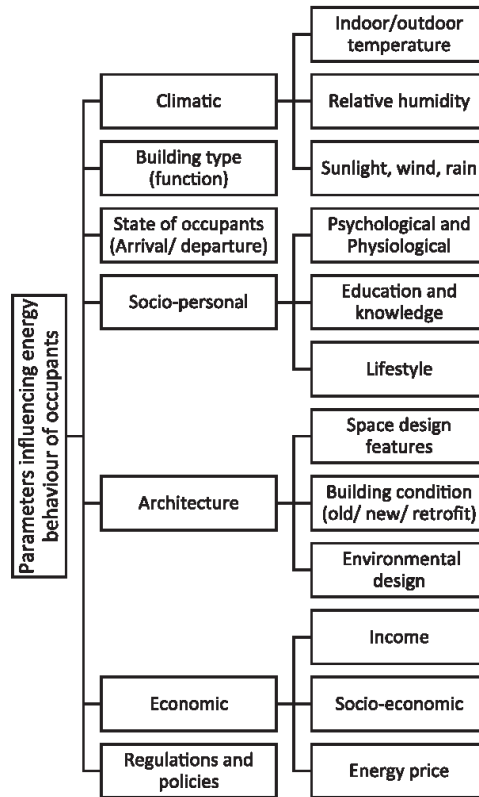 Parameters influencing energy
behaviour of occupants
Climatic
Indoor/outdoor
temperature
Relative humidity
Sunlight, wind, rain
Building type
(function)
State of occupants
(Arrival/ departure)
Socio-personal
Psychological and
Physiological
Education and
knowledge
Lifestyle
Architecture
Space design
features
Building condition
(old/ new/ retrofit)
Environmental
design
Economic
Income
Socio-economic
Energy price
Regulations and
policies